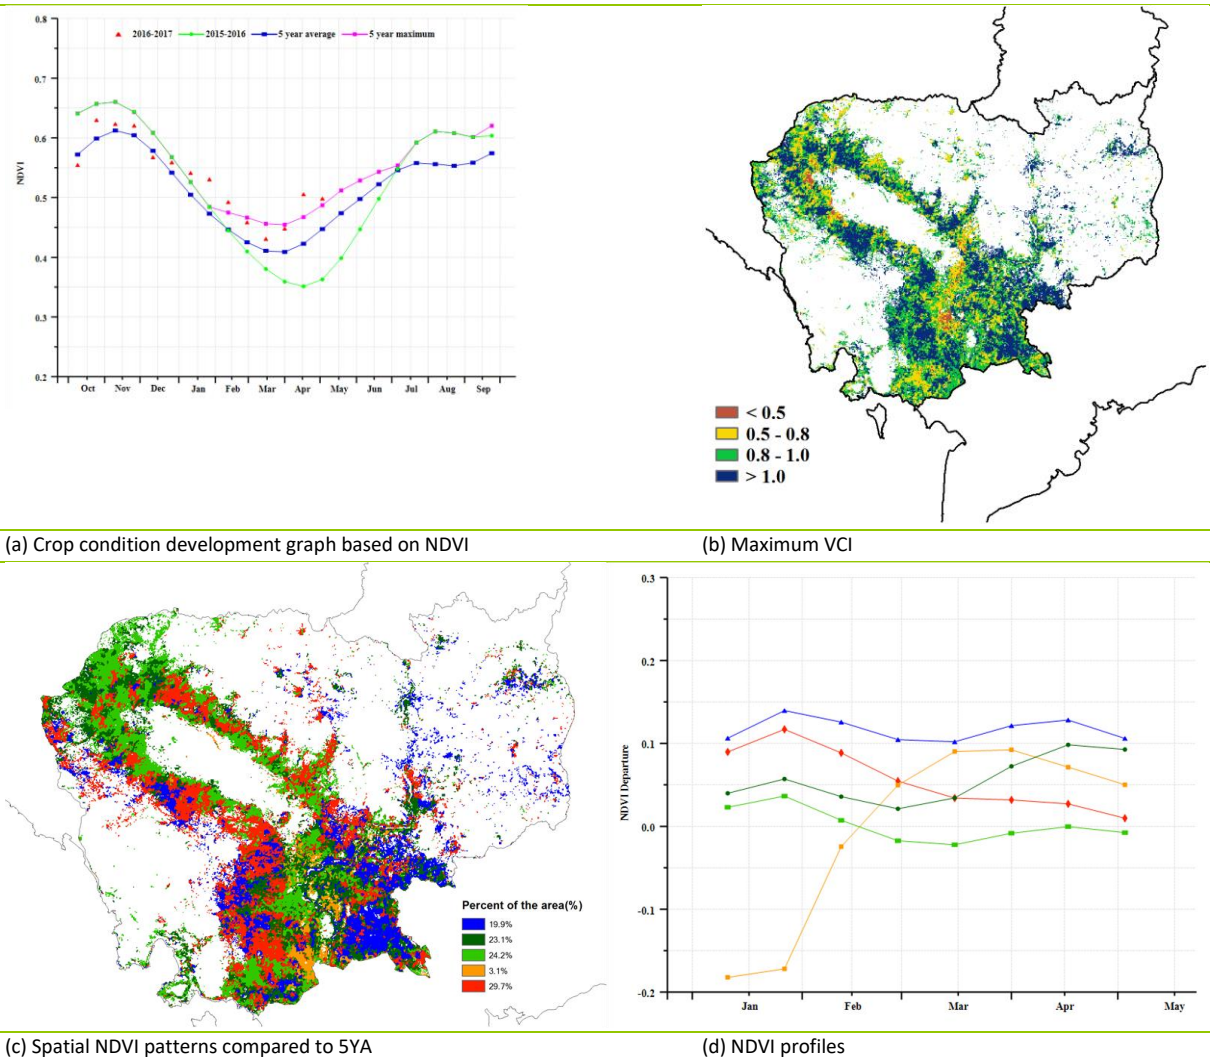 0.8
0.7
0.6
0.5
0.4
0.3
0.2
NDVI
2016-2017 2015-2016 5 year average 5 year maximum
Oct Nov Dec Jan Feb Mar Apr May Jun Jul Aug Sep
< 0.5
0.5 - 0.8
0.8 - 1.0
> 1.0
(a) Crop condition development graph based on NDVI
(b) Maximum VCI
Percent of the area(%)
19.9%
23.1%
24.2%
3.1%
29.7%
0.3
0.2
0.1
0.0
-0.1
-0.2
NDVI Departure
Jan Feb Mar Apr May
(c) Spatial NDVI patterns compared to 5YA
(d) NDVI profiles